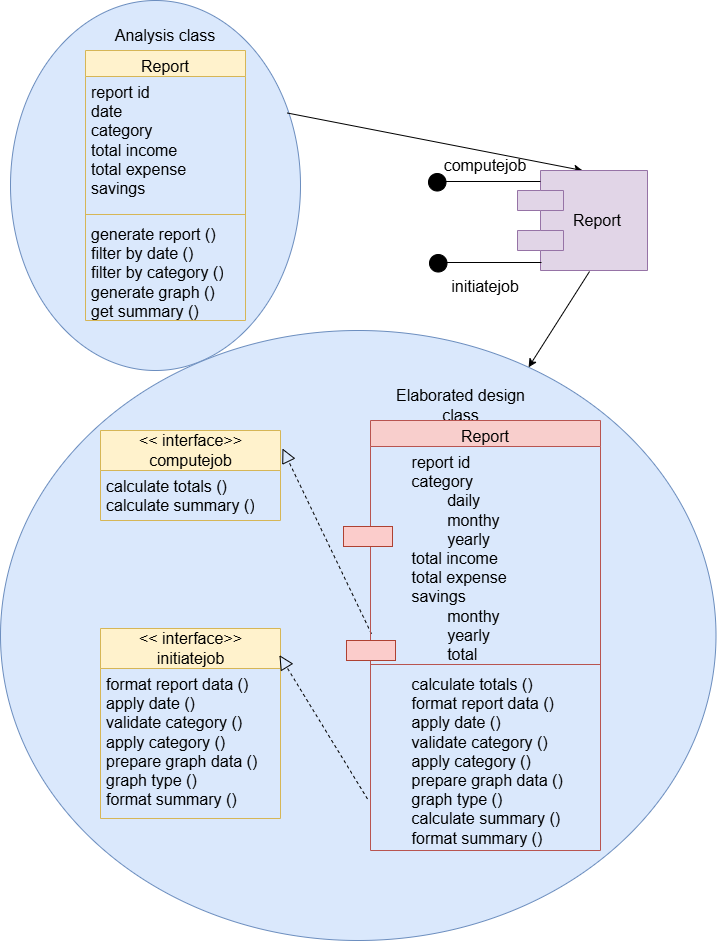 Analysis class
Report
report id
date
category
total income
total expense
savings
generate report ()
filter by date ()
filter by category ()
generate graph ()
get summary ()
computejob
Report
initiatejob
Elaborated design
class
<< interface>>
computejob
calculate totals ()
calculate summary ()
<< interface>>
initiatejob
format report data ()
apply date ()
validate category ()
apply category ()
prepare graph data ()
graph type ()
format summary ()
Report
report id
category
daily
monthy
yearly
total income
total expense
savings
monthy
yearly
total
calculate totals ()
format report data ()
apply date ()
validate category ()
apply category ()
prepare graph data ()
graph type ()
calculate summary ()
format summary ()